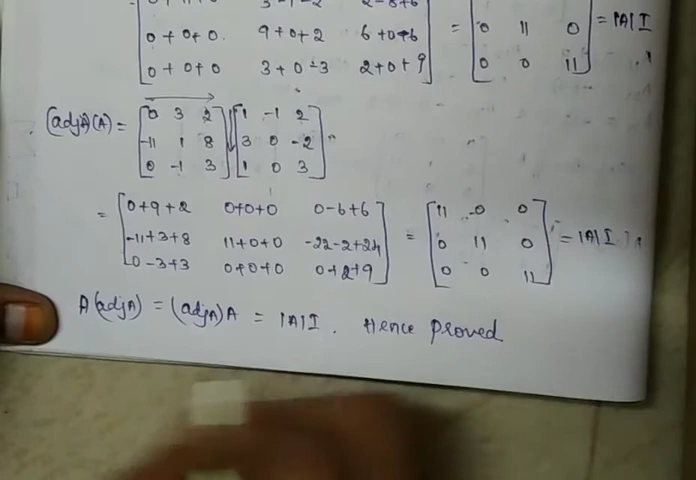 3-1-2
0+0+0. 9+0+2 6+0-6 = 0 11 0 = |A|I
0+0+0 3+0-3 2+0+9 0 0 11
(adjA)(A) = 0 3 2 1 -1 2
-11 1 8 3 0 -2
0 -1 3 1 0 3
= 0+9+2 0+0+0 0-6+6 11 0 0
-11+3+8 11+0+0 -22-2+24 = 0 11 0 = |A|I
0-3+3 0+0+0 0+2+9 0 0 11
A(adjA) = (adjA)A = |A|I. Hence Proved